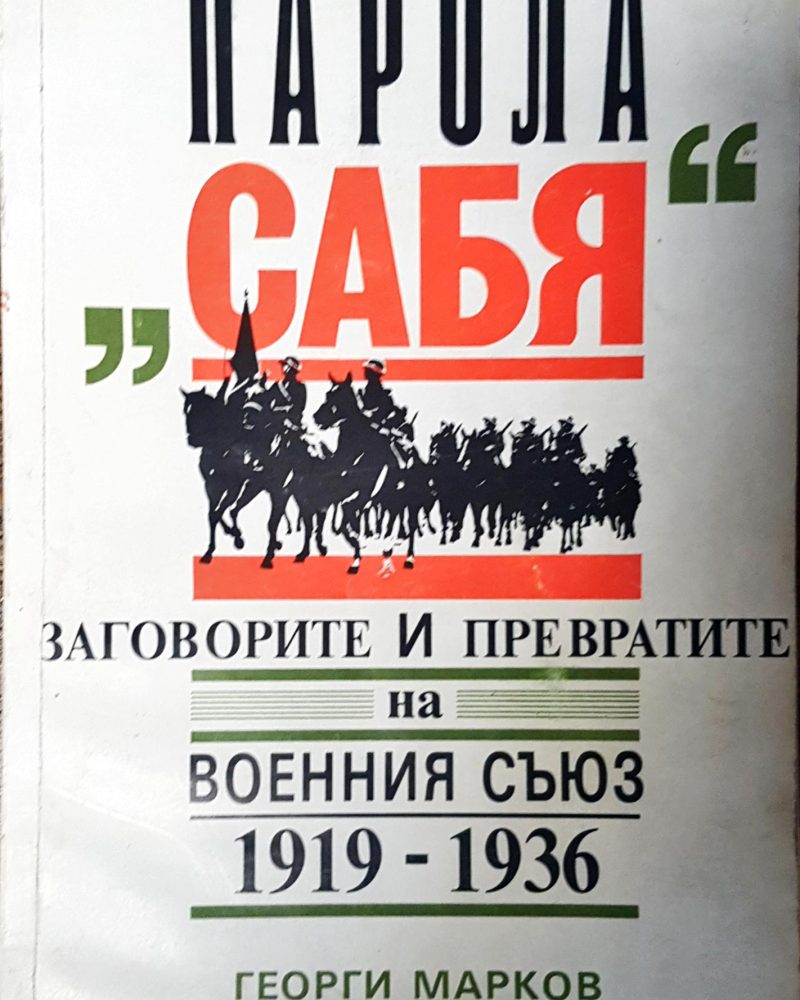 ПАРОЛА
„САБЯ“
ЗАГОВОРИТЕ И ПРЕВРАТИТЕ
на
ВОЕННИЯ СЪЮЗ
1919 - 1936
ГЕОРГИ МАРКОВ